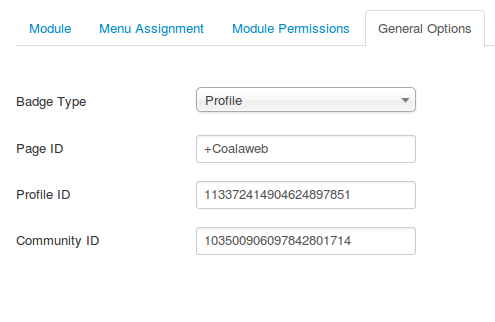 Module Menu Assignment Module Permissions General Options
Badge Type Profile
Page ID +Coalaweb
Profile ID 113372414904624897851
Community ID 103500906097842801714